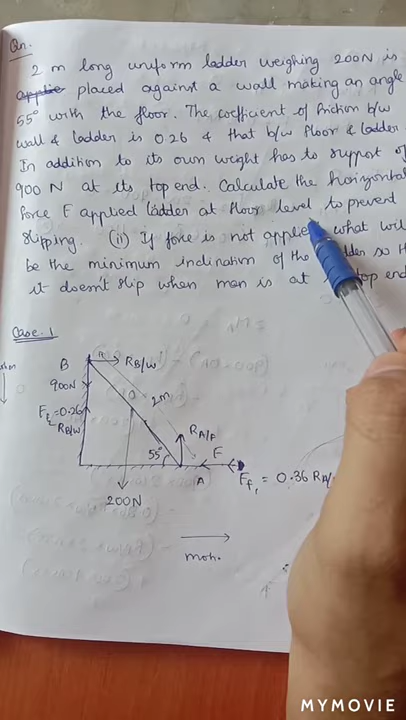 Qn.
2 m long uniform ladder weighing 200N is
placed against a wall making an angle
55° with the floor. The coefficient of friction b/w
wall & ladder is 0.26 & that b/w floor & ladder
In addition to its own weight has to support of
900 N at its top end. Calculate the horizontal
force F applied ladder at floor level to prevent
slipping. (ii) If force is not applied what will
be the minimum inclination of the ladder so th
it doesn't slip when man is at top end
Case. 1
B RB/W
900N 2m
Ff2 = 0.26 RB/W
RA/F
55° F
A Ff1 = 0.36 RA/
200N
motn.
MYMOVIE